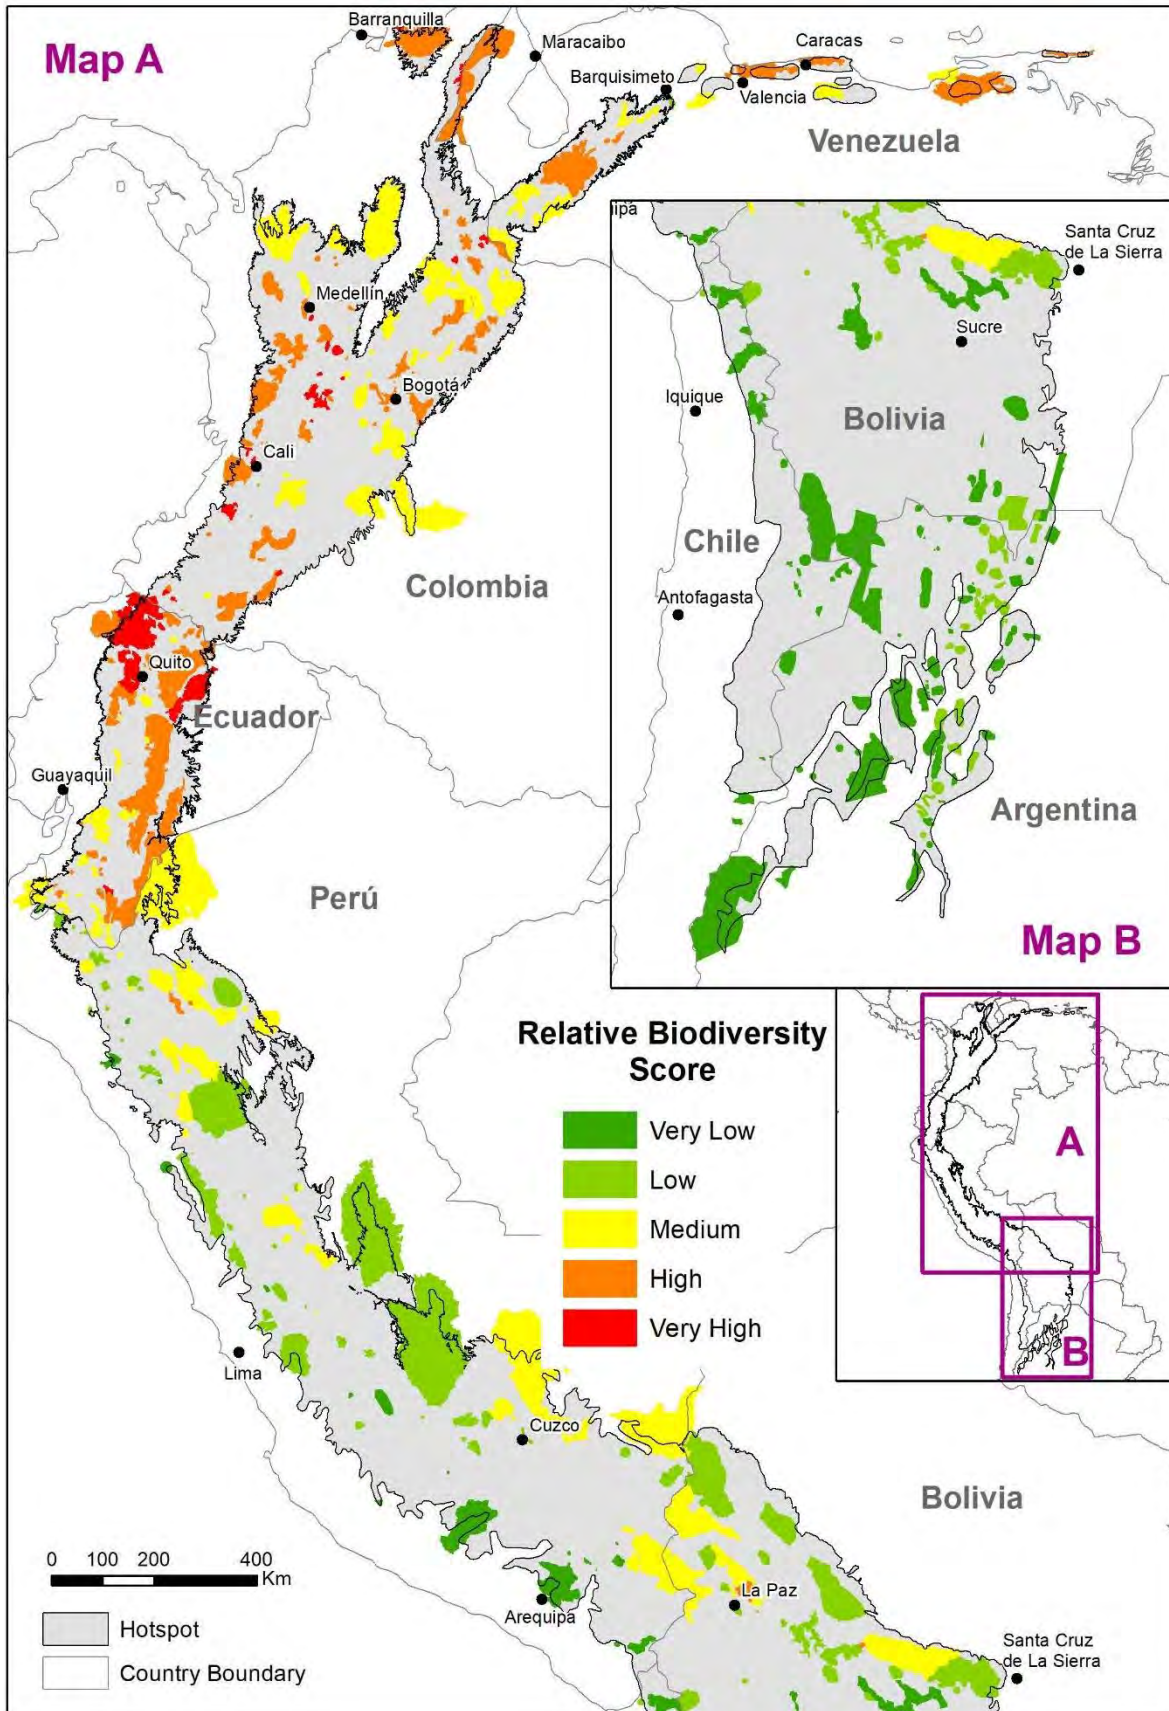 Map A
Barranquilla
Maracaibo
Caracas
Barquisimeto
Valencia
Venezuela
Medellín
Bogotá
Cali
Colombia
Quito
Ecuador
Guayaquil
Perú
Lima
Cuzco
Bolivia
La Paz
Arequipa
Santa Cruz
de La Sierra
uipa
Santa Cruz
de La Sierra
Sucre
Iquique
Bolivia
Chile
Antofagasta
Argentina
Map B
Relative Biodiversity
Score
Very Low
Low
Medium
High
Very High
A
B
0 100 200 400
Km
Hotspot
Country Boundary